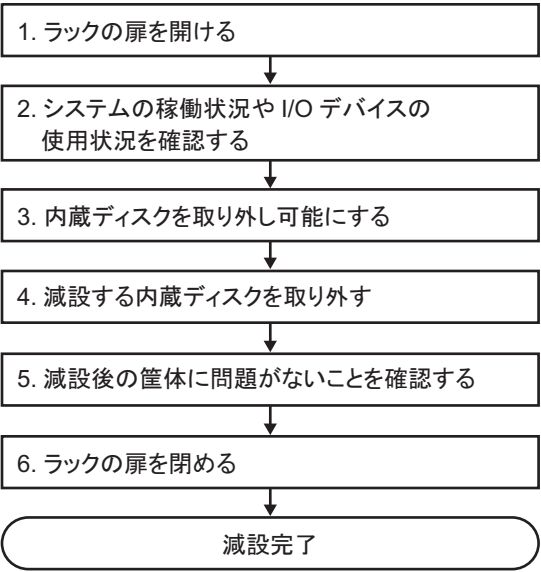 1. ラックの扉を開ける
2. システムの稼働状況や I/O デバイスの
使用状況を確認する
3. 内蔵ディスクを取り外し可能にする
4. 減設する内蔵ディスクを取り外す
5. 減設後の筐体に問題がないことを確認する
6. ラックの扉を閉める
減設完了